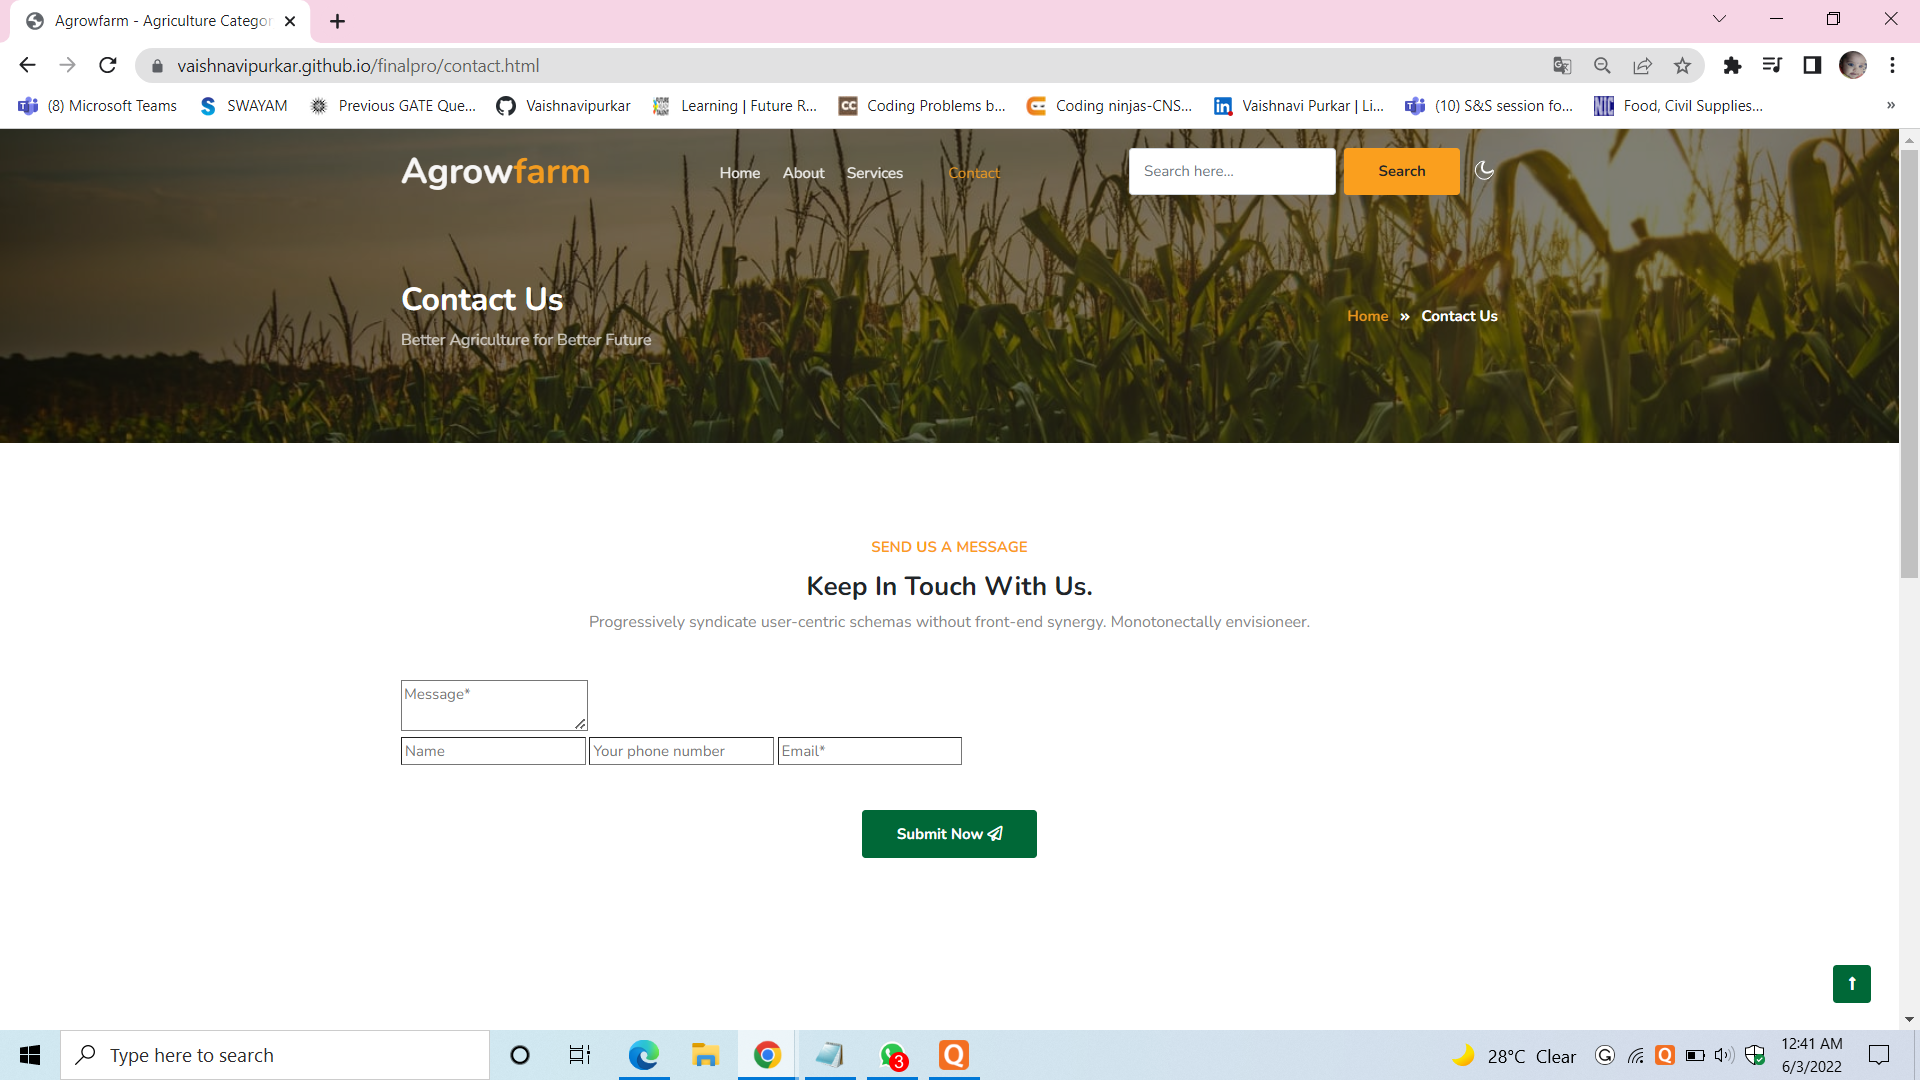 Agrowfarm - Agriculture Categor
vaishnavipurkar.github.io/finalpro/contact.html
(8) Microsoft Teams SWAYAM Previous GATE Que... Vaishnavipurkar Learning | Future R... CC Coding Problems b... Coding ninjas-CNS... in Vaishnavi Purkar | Li... (10) S&S session fo... NIC Food, Civil Supplies... »
Agrowfarm Home About Services Contact Search here... Search
Contact Us
Better Agriculture for Better Future
Home » Contact Us
SEND US A MESSAGE
Keep In Touch With Us.
Progressively syndicate user-centric schemas without front-end synergy. Monotonectally envisioneer.
Message*
Name Your phone number Email*
Submit Now
Type here to search 3 Q 28°C Clear G Q 12:41 AM
6/3/2022